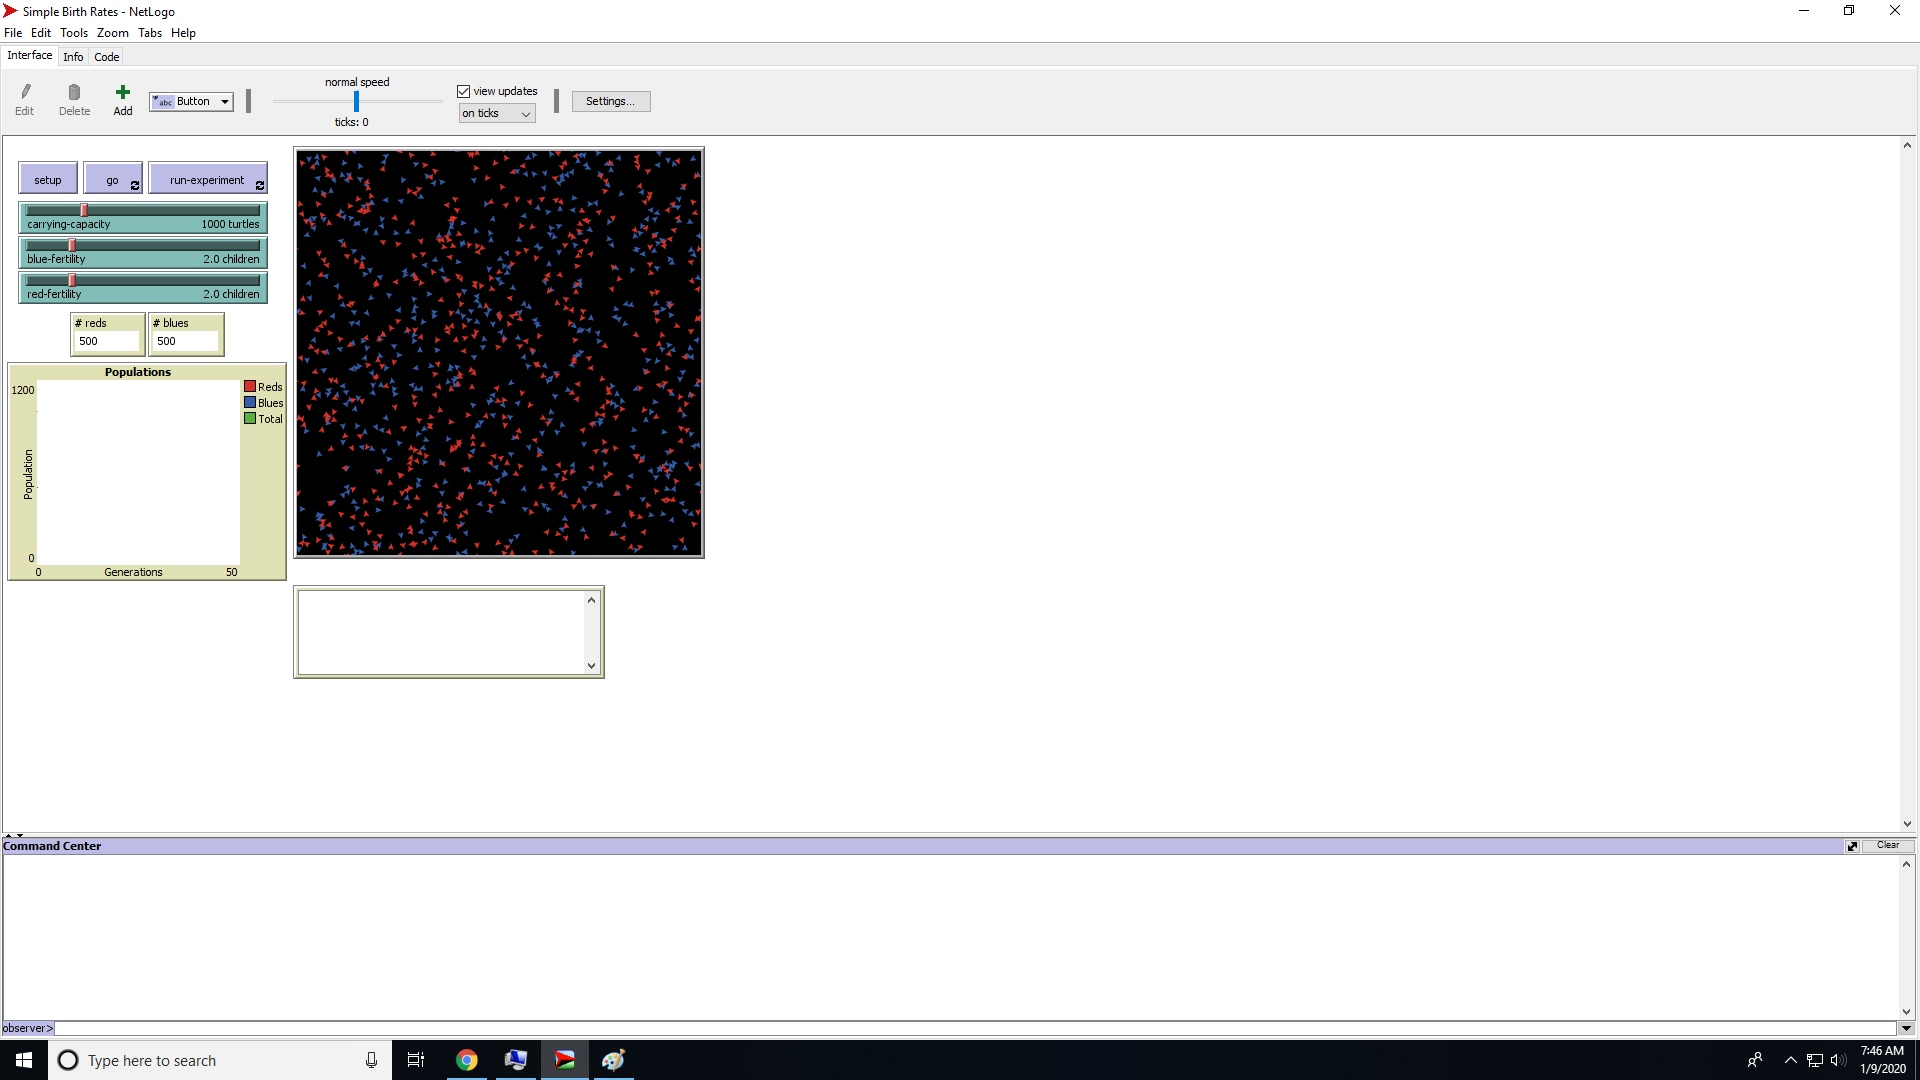 Simple Birth Rates - NetLogo
File Edit Tools Zoom Tabs Help
Interface Info Code
Edit Delete Add abc Button
normal speed
ticks: 0
view updates
on ticks
Settings...
setup go run-experiment
carrying-capacity 1000 turtles
blue-fertility 2.0 children
red-fertility 2.0 children
# reds # blues
500 500
Populations
1200
Population
0
0 Generations 50
Reds
Blues
Total
Command Center Clear
observer>
Type here to search
7:46 AM
1/9/2020